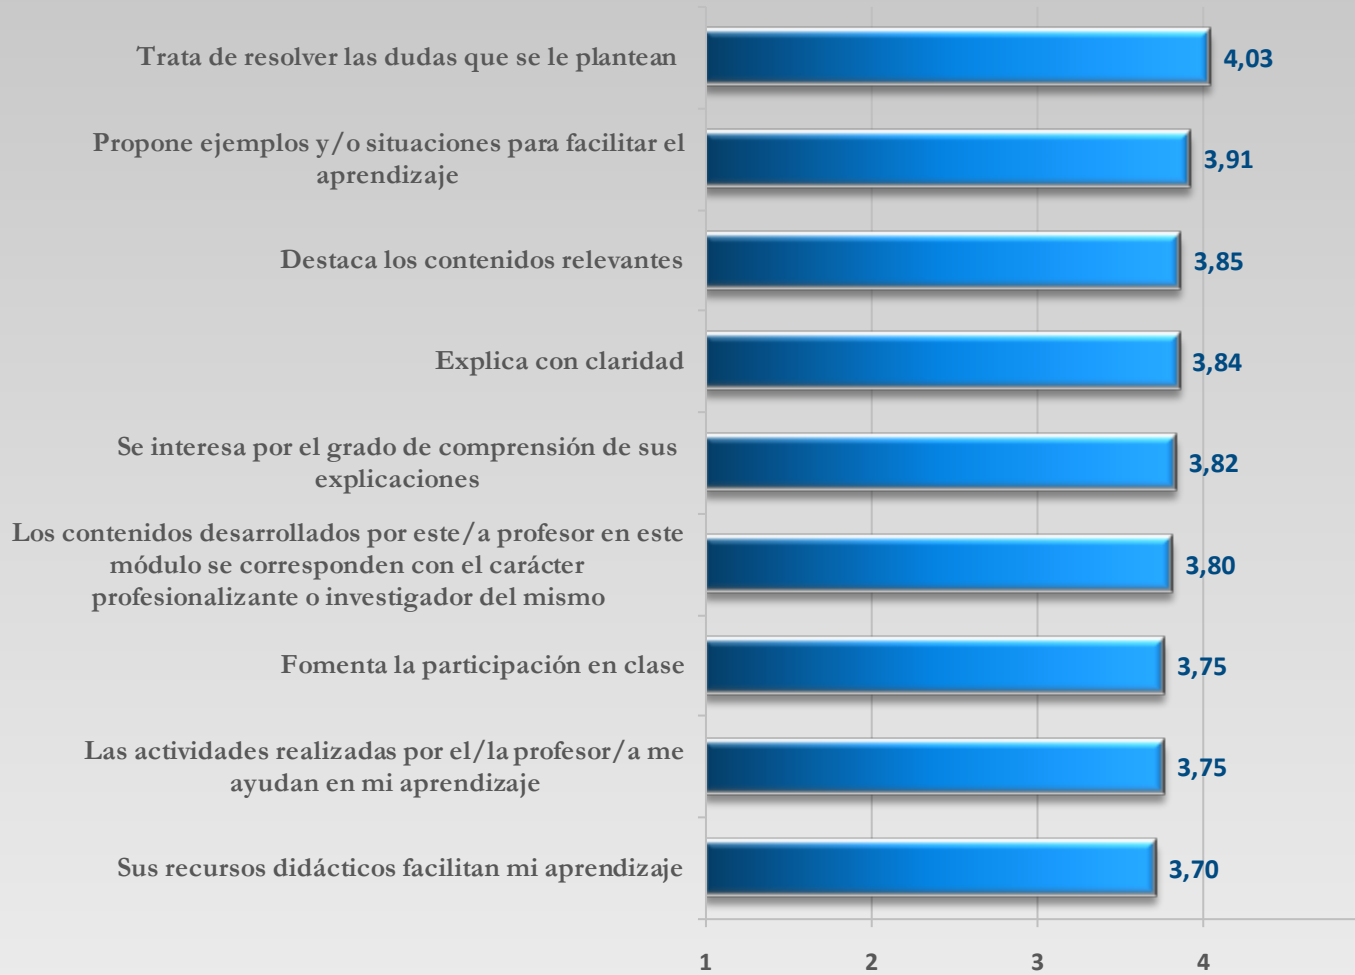 Trata de resolver las dudas que se le plantean
4,03
Propone ejemplos y/o situaciones para facilitar el
aprendizaje
3,91
Destaca los contenidos relevantes
3,85
Explica con claridad
3,84
Se interesa por el grado de comprensión de sus
explicaciones
3,82
Los contenidos desarrollados por este/a profesor en este
módulo se corresponden con el carácter
profesionalizante o investigador del mismo
3,80
Fomenta la participación en clase
3,75
Las actividades realizadas por el/la profesor/a me
ayudan en mi aprendizaje
3,75
Sus recursos didácticos facilitan mi aprendizaje
3,70
1 2 3 4